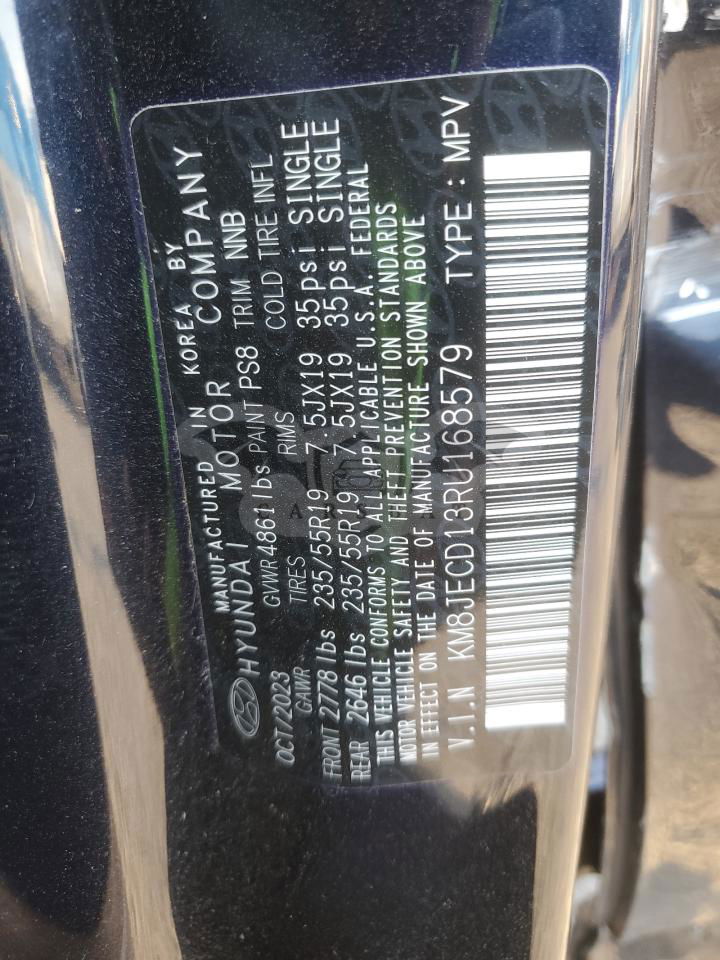 MANUFACTURED IN KOREA BY
HYUNDAI MOTOR COMPANY
OCT/2023 GVWR 4861 lbs PAINT PS8 TRIM NNB
GAWR TIRES RIMS COLD TIRE INFL
FRONT 2778 lbs 235/55R19 7.5JX19 35psi SINGLE
REAR 2646 lbs 235/55R19 7.5JX19 35psi SINGLE
THIS VEHICLE CONFORMS TO ALL APPLICABLE U.S.A. FEDERAL
MOTOR VEHICLE SAFETY AND THEFT PREVENTION STANDARDS
IN EFFECT ON THE DATE OF MANUFACTURE SHOWN ABOVE
V.I.N KM8JECD13RU168579 TYPE : MPV